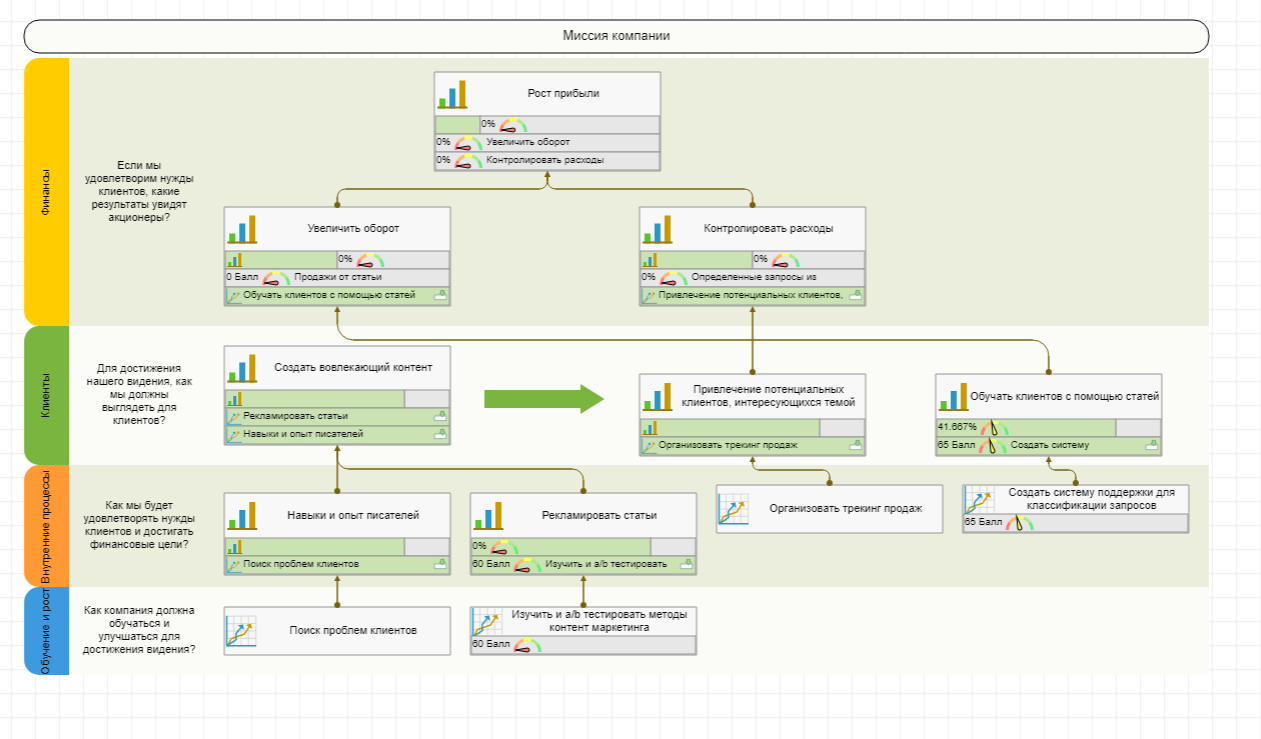 Миссия компании
Финансы
Если мы
удовлетворим нужды
клиентов, какие
результаты увидят
акционеры?
Рост прибыли
0%
0% Увеличить оборот
0% Контролировать расходы
Увеличить оборот
0%
0 Балл Продажи от статьи
Обучать клиентов с помощью статей
Контролировать расходы
0%
0% Определенные запросы из
Привлечение потенциальных клиентов,
Клиенты
Для достижения
нашего видения, как
мы должны
выглядеть для
клиентов?
Создать вовлекающий контент
Рекламировать статьи
Навыки и опыт писателей
Привлечение потенциальных
клиентов, интересующихся темой
Организовать трекинг продаж
Обучать клиентов с помощью статей
41.667%
65 Балл Создать систему
Внутренние процессы
Как мы будет
удовлетворять нужды
клиентов и достигать
финансовые цели?
Навыки и опыт писателей
Поиск проблем клиентов
Рекламировать статьи
0%
60 Балл Изучить и a/b тестировать
Организовать трекинг продаж
Создать систему поддержки для
классификации запросов
65 Балл
Обучение и рост
Как компания должна
обучаться и
улучшаться для
достижения видения?
Поиск проблем клиентов
Изучить и a/b тестировать методы
контент маркетинга
60 Балл